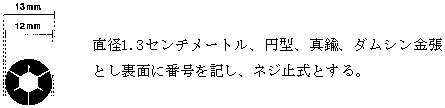 13mm
12mm
直径1.3センチメートル、円型、真鍮、ダムシン金張
とし裏面に番号を記し、ネジ止式とする。